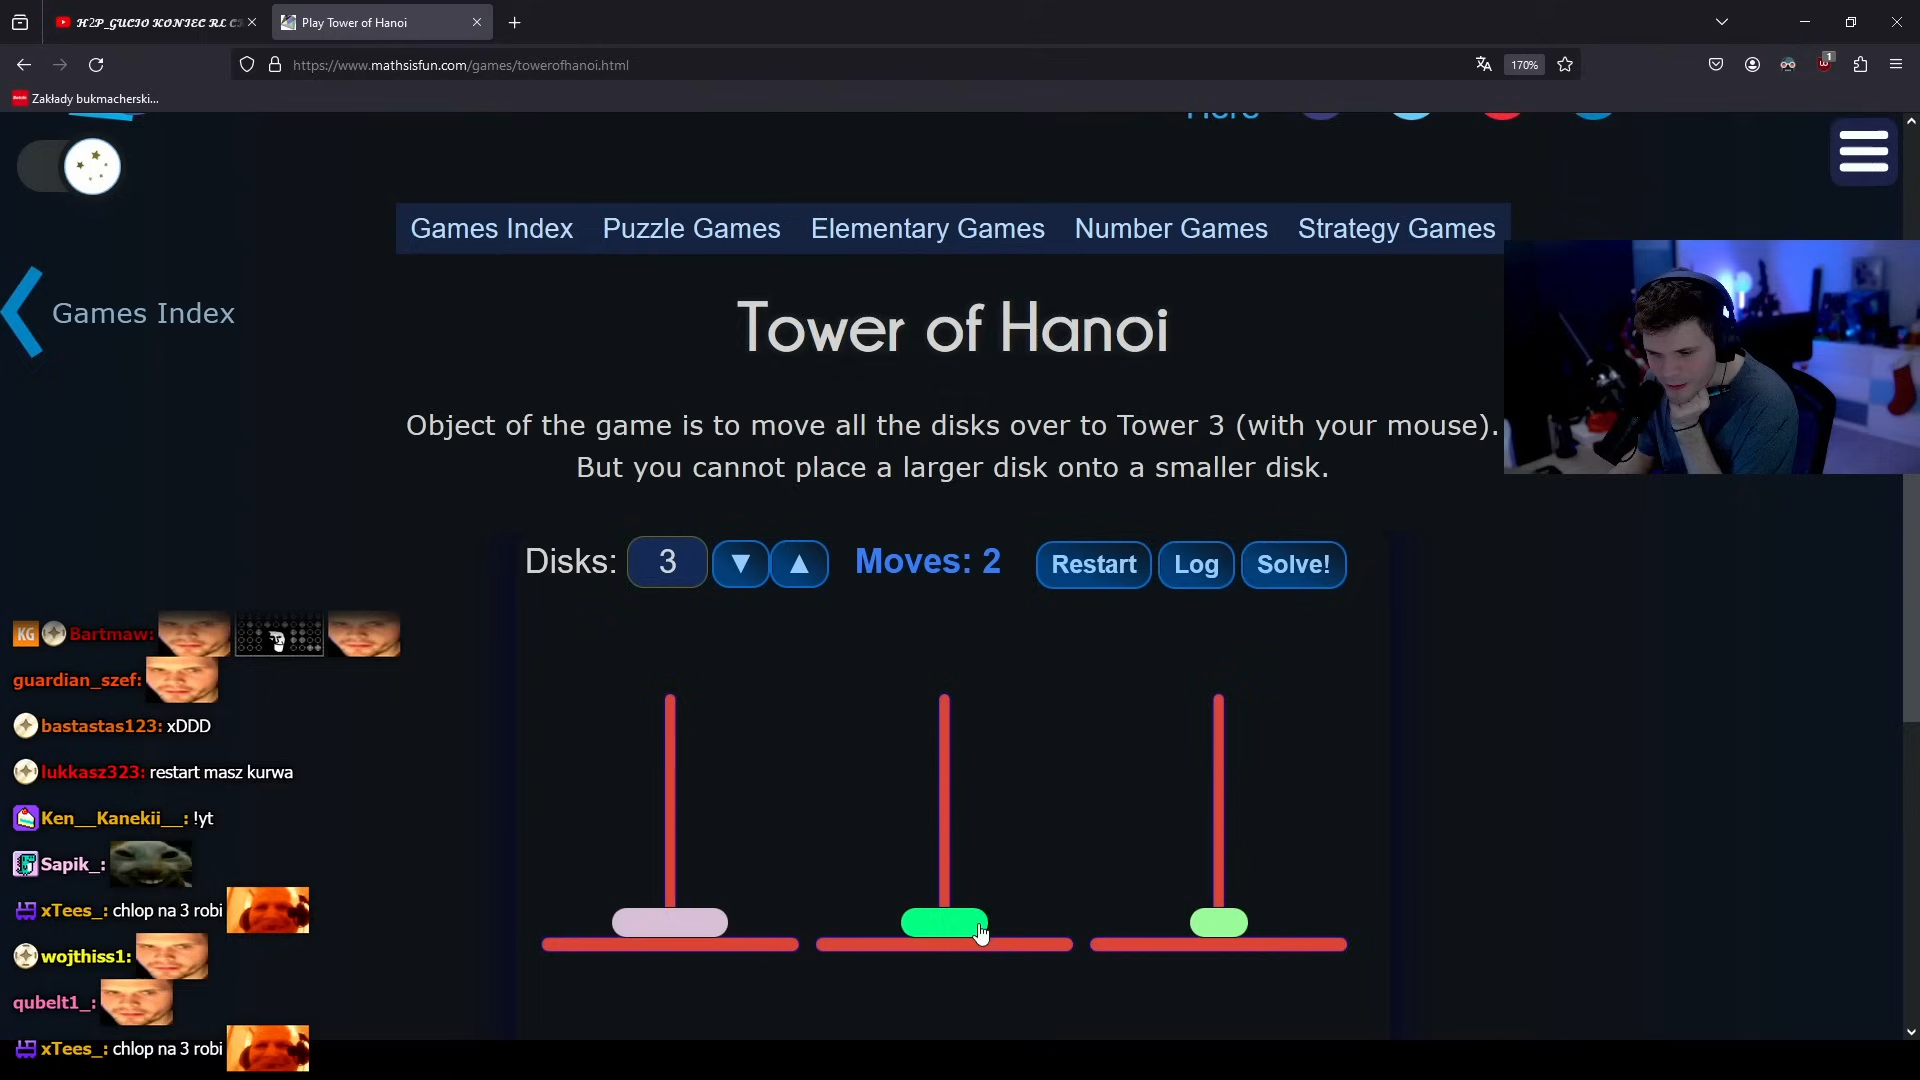 H2P_GUCIO KONIEC RL C
Play Tower of Hanoi
https://www.mathsisfun.com/games/towerofhanoi.html
170%
1
Zakłady bukmacherski...
Games Index
Puzzle Games
Elementary Games
Number Games
Strategy Games
Games Index
Tower of Hanoi
Object of the game is to move all the disks over to Tower 3 (with your mouse).
But you cannot place a larger disk onto a smaller disk.
Disks: 3 ▼ ▲ Moves: 2 Restart Log Solve!
KG Bartmaw:
guardian_szef:
bastastas123: xDDD
lukkasz323: restart masz kurwa
Ken__Kanekii__: !yt
Sapik_:
xTees_: chlop na 3 robi
wojthiss1:
qubelt1_:
xTees_: chlop na 3 robi